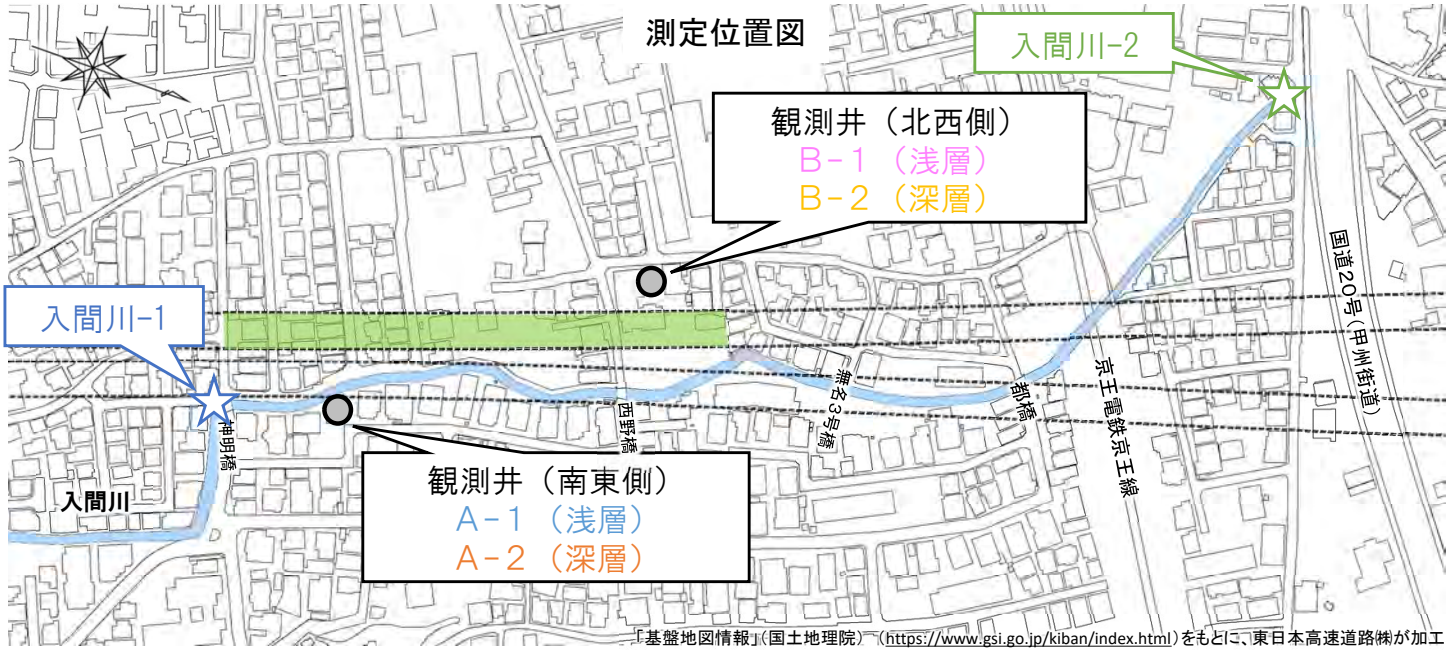 測定位置図
入間川-2
観測井（北西側）
B-1（浅層）
B-2（深層）
国道20号(甲州街道)
入間川-1
神明橋
西野橋
無名3号橋
都橋
京王電鉄京王線
観測井（南東側）
A-1（浅層）
A-2（深層）
入間川
「基盤地図情報」（国土地理院）（https://www.gsi.go.jp/kiban/index.html）をもとに、東日本高速道路㈱が加工